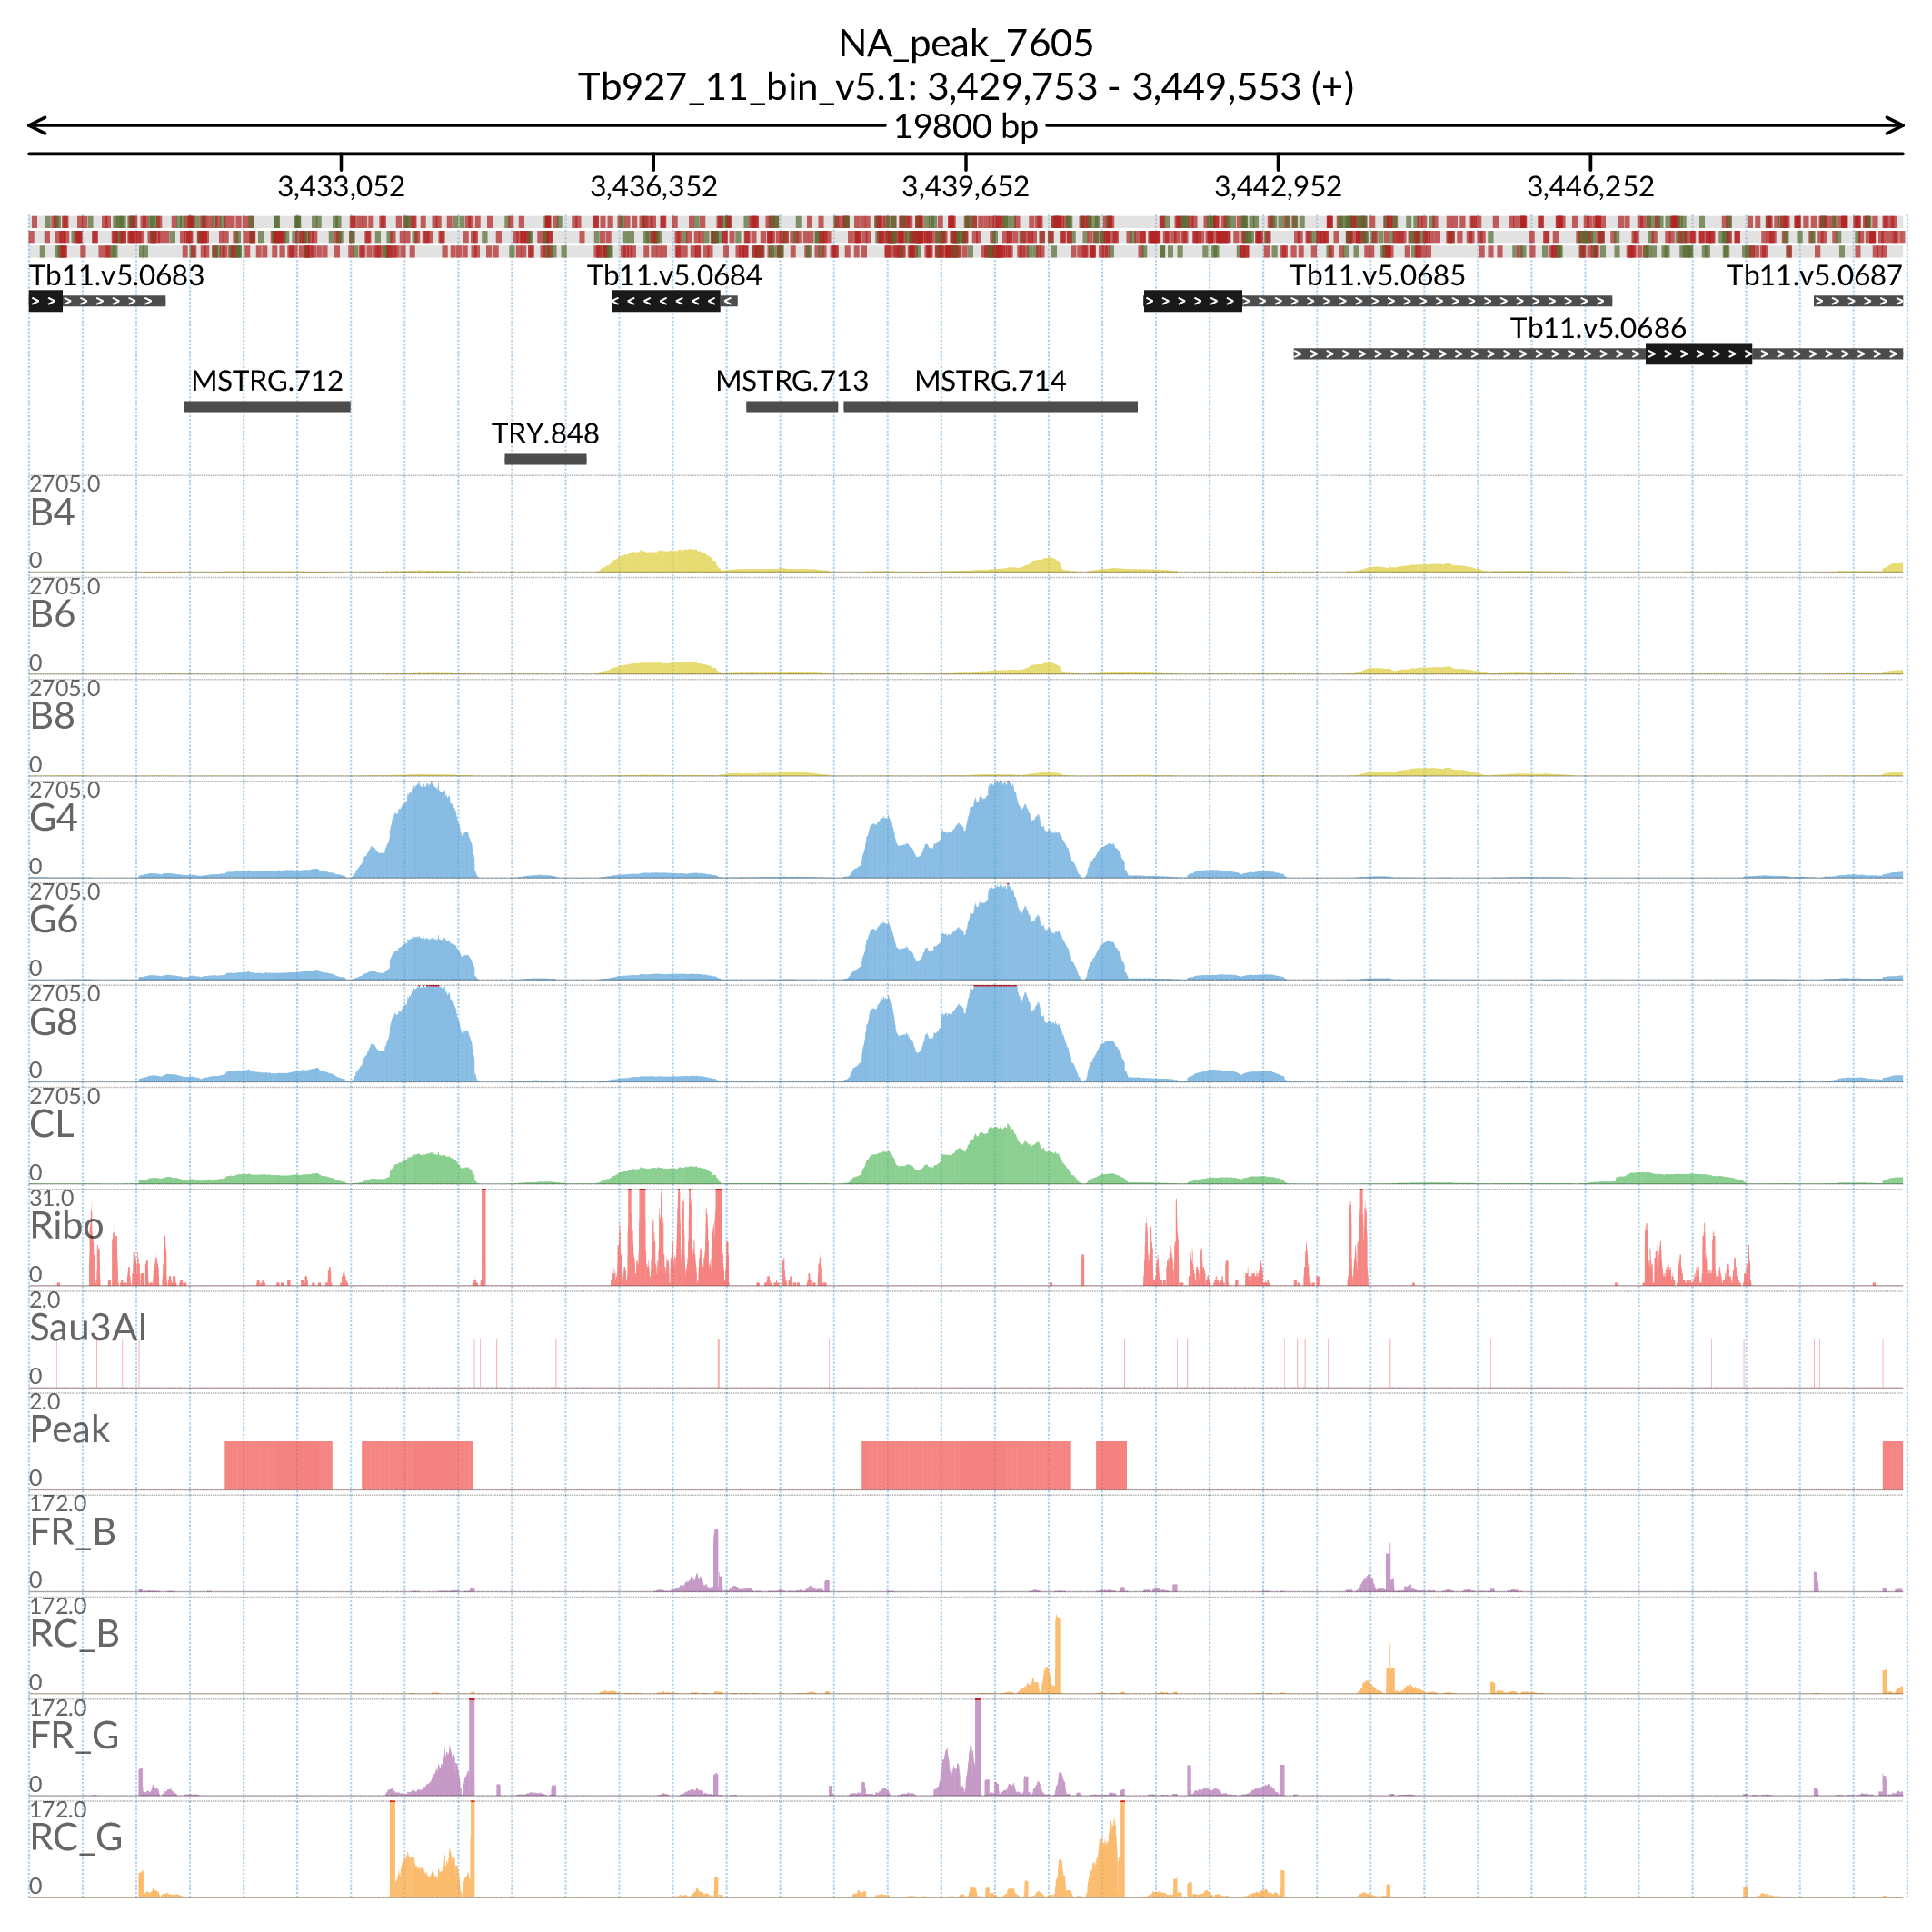 NA_peak_7605
Tb927_11_bin_v5.1: 3,429,753 - 3,449,553 (+)
19800 bp
3,433,052 3,436,352 3,439,652 3,442,952 3,446,252
Tb11.v5.0683 Tb11.v5.0684 Tb11.v5.0685 Tb11.v5.0687
Tb11.v5.0686
MSTRG.712 MSTRG.713 MSTRG.714
TRY.848
2705.0
B4
0
2705.0
B6
0
2705.0
B8
0
2705.0
G4
0
2705.0
G6
0
2705.0
G8
0
2705.0
CL
0
31.0
Ribo
0
2.0
Sau3AI
0
2.0
Peak
0
172.0
FR_B
0
172.0
RC_B
0
172.0
FR_G
0
172.0
RC_G
0